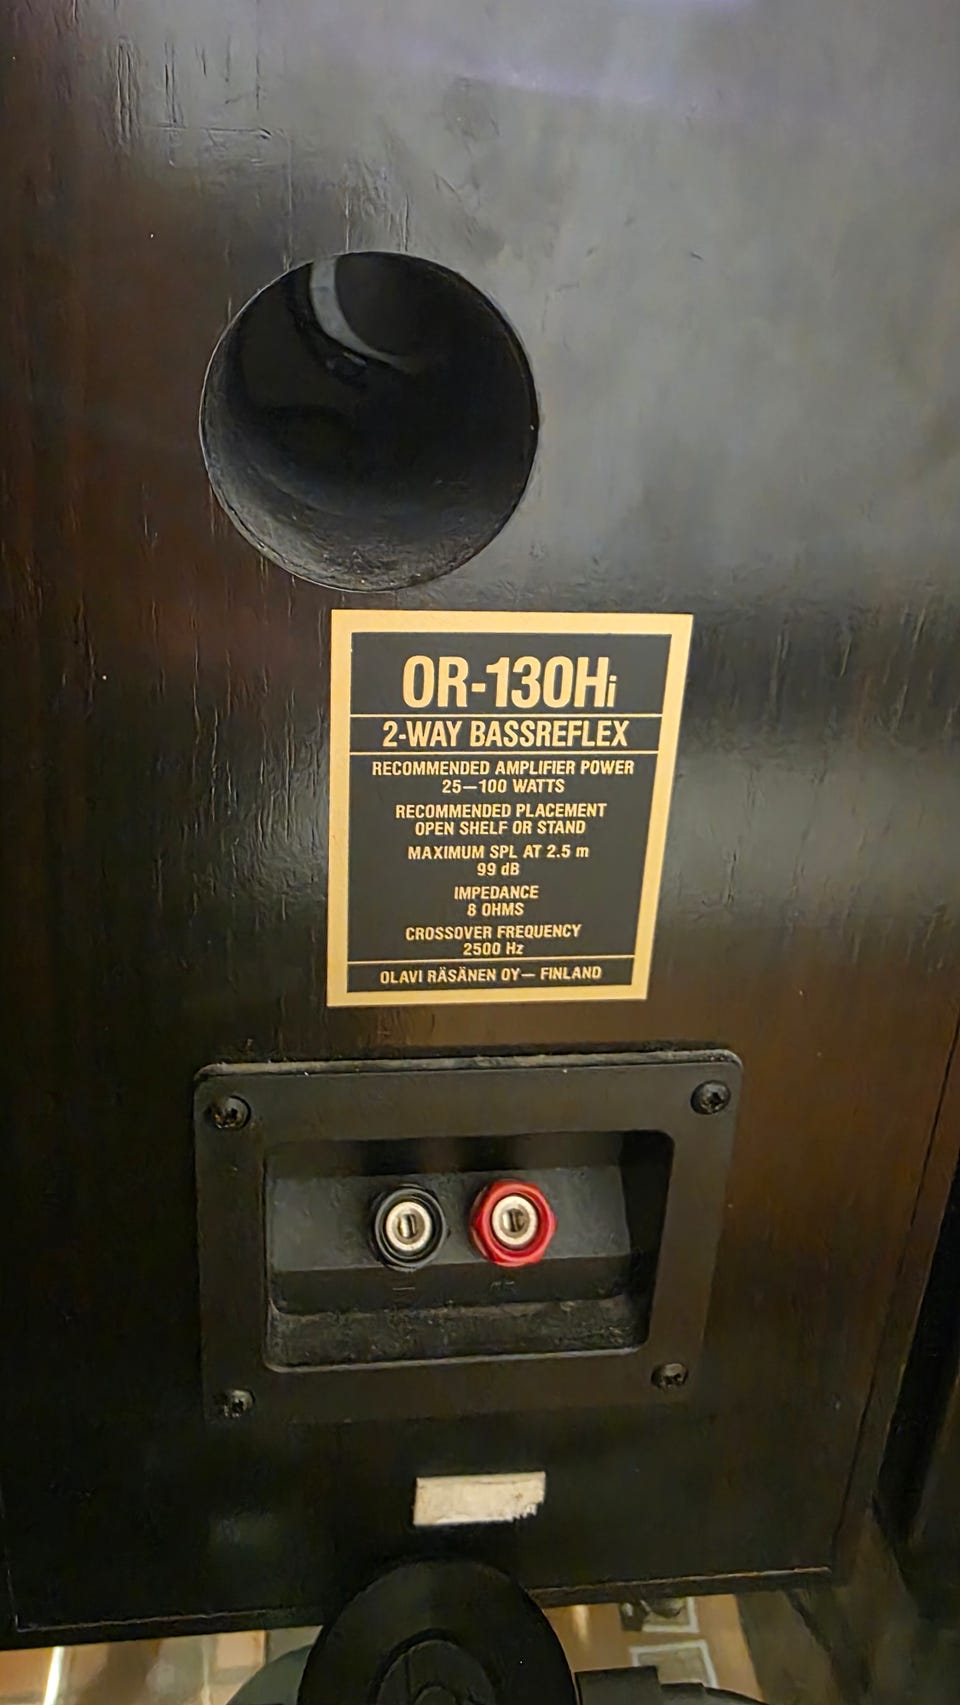 OR-130Hi
2-WAY BASSREFLEX
RECOMMENDED AMPLIFIER POWER
25—100 WATTS
RECOMMENDED PLACEMENT
OPEN SHELF OR STAND
MAXIMUM SPL AT 2.5 m
99 dB
IMPEDANCE
8 OHMS
CROSSOVER FREQUENCY
2500 Hz
OLAVI RÄSÄNEN OY— FINLAND